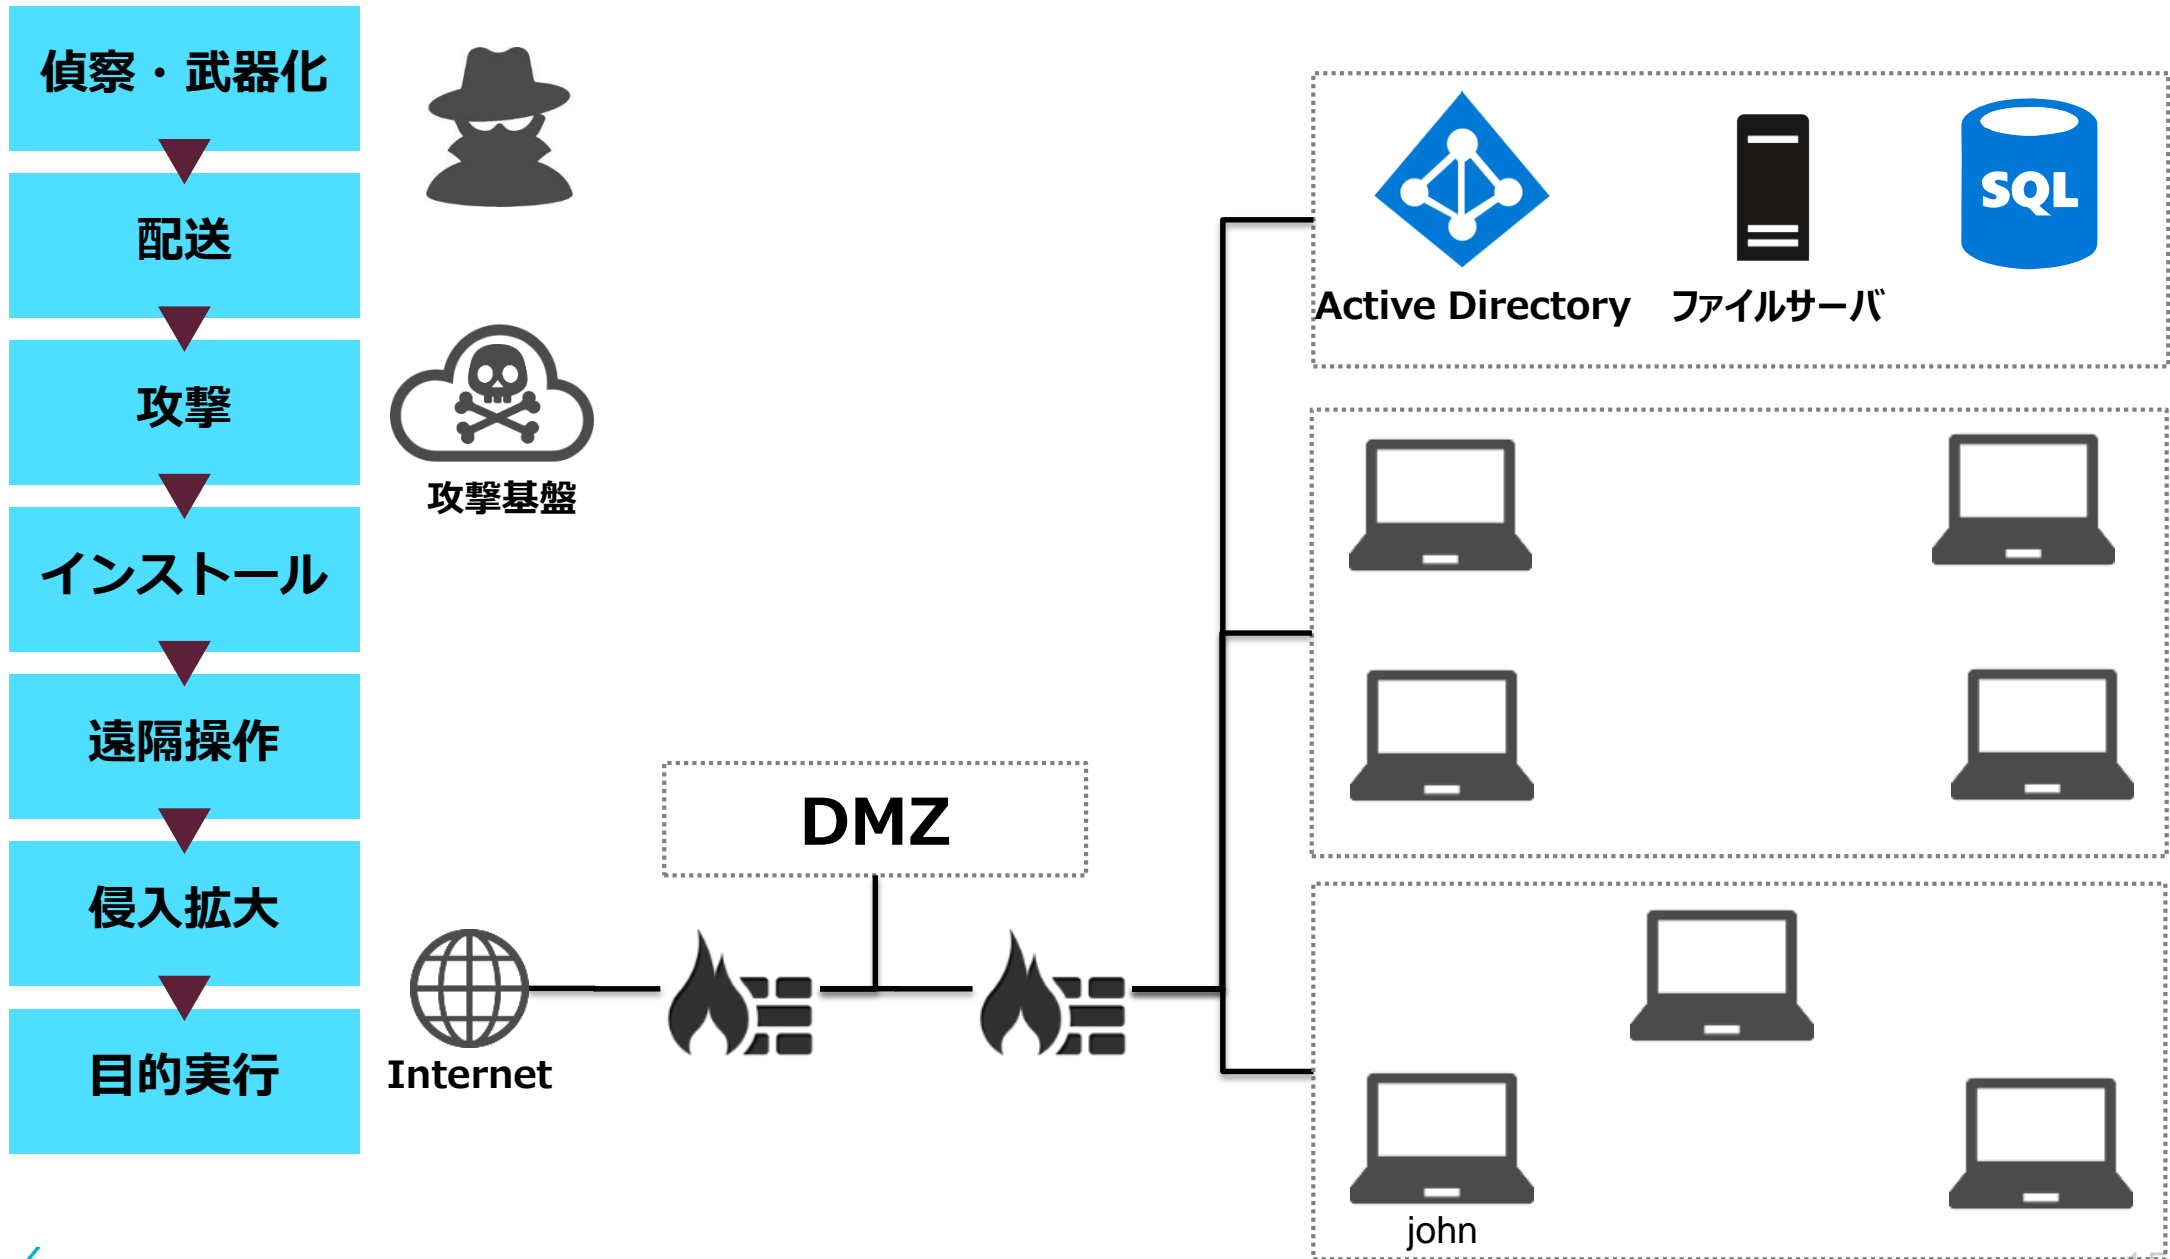 偵察・武器化
配送
攻撃
インストール
遠隔操作
侵入拡大
目的実行
攻撃基盤
Internet
DMZ
Active Directory
ファイルサーバ
SQL
john